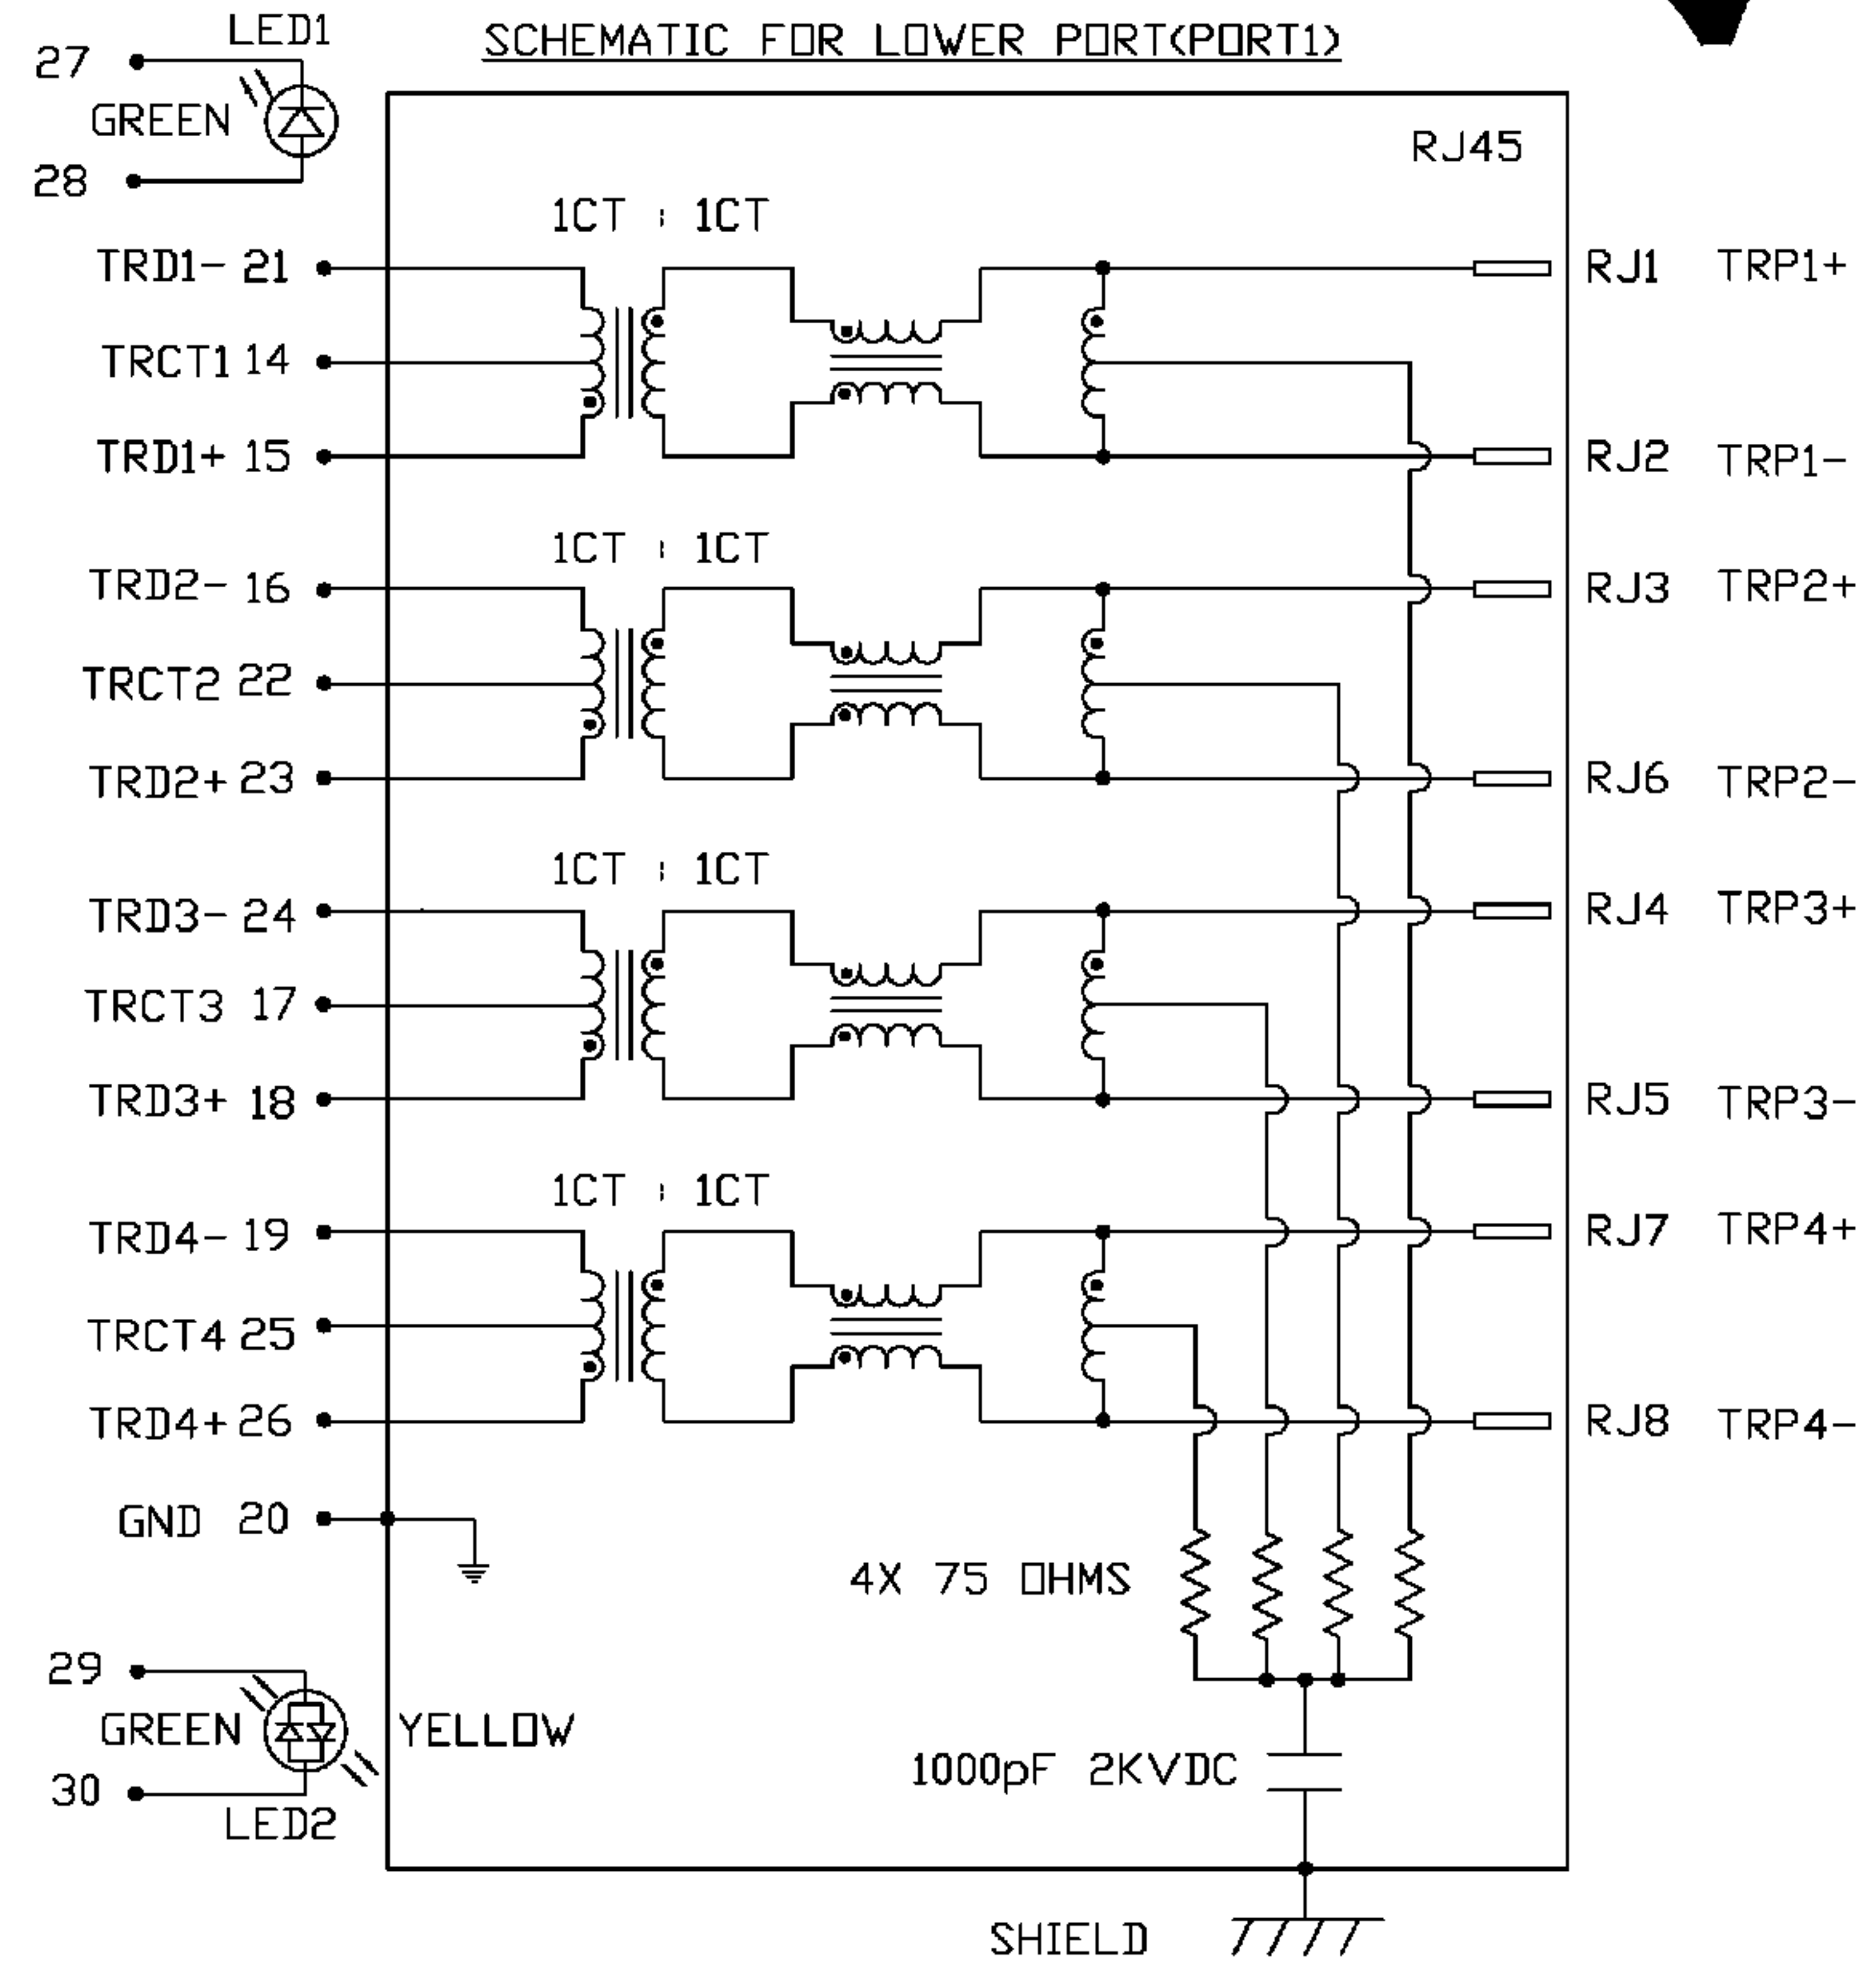 LED1
SCHEMATIC FOR LOWER PORT(PORT1)
27
GREEN
28
RJ45
1CT : 1CT
TRD1- 21
RJ1 TRP1+
TRCT1 14
TRD1+ 15
RJ2 TRP1-
1CT : 1CT
TRD2- 16
RJ3 TRP2+
TRCT2 22
TRD2+ 23
RJ6 TRP2-
1CT : 1CT
TRD3- 24
RJ4 TRP3+
TRCT3 17
TRD3+ 18
RJ5 TRP3-
1CT : 1CT
TRD4- 19
RJ7 TRP4+
TRCT4 25
TRD4+ 26
RJ8 TRP4-
GND 20
4X 75 OHMS
29
GREEN
YELLOW
30
LED2
1000pF 2KVDC
SHIELD